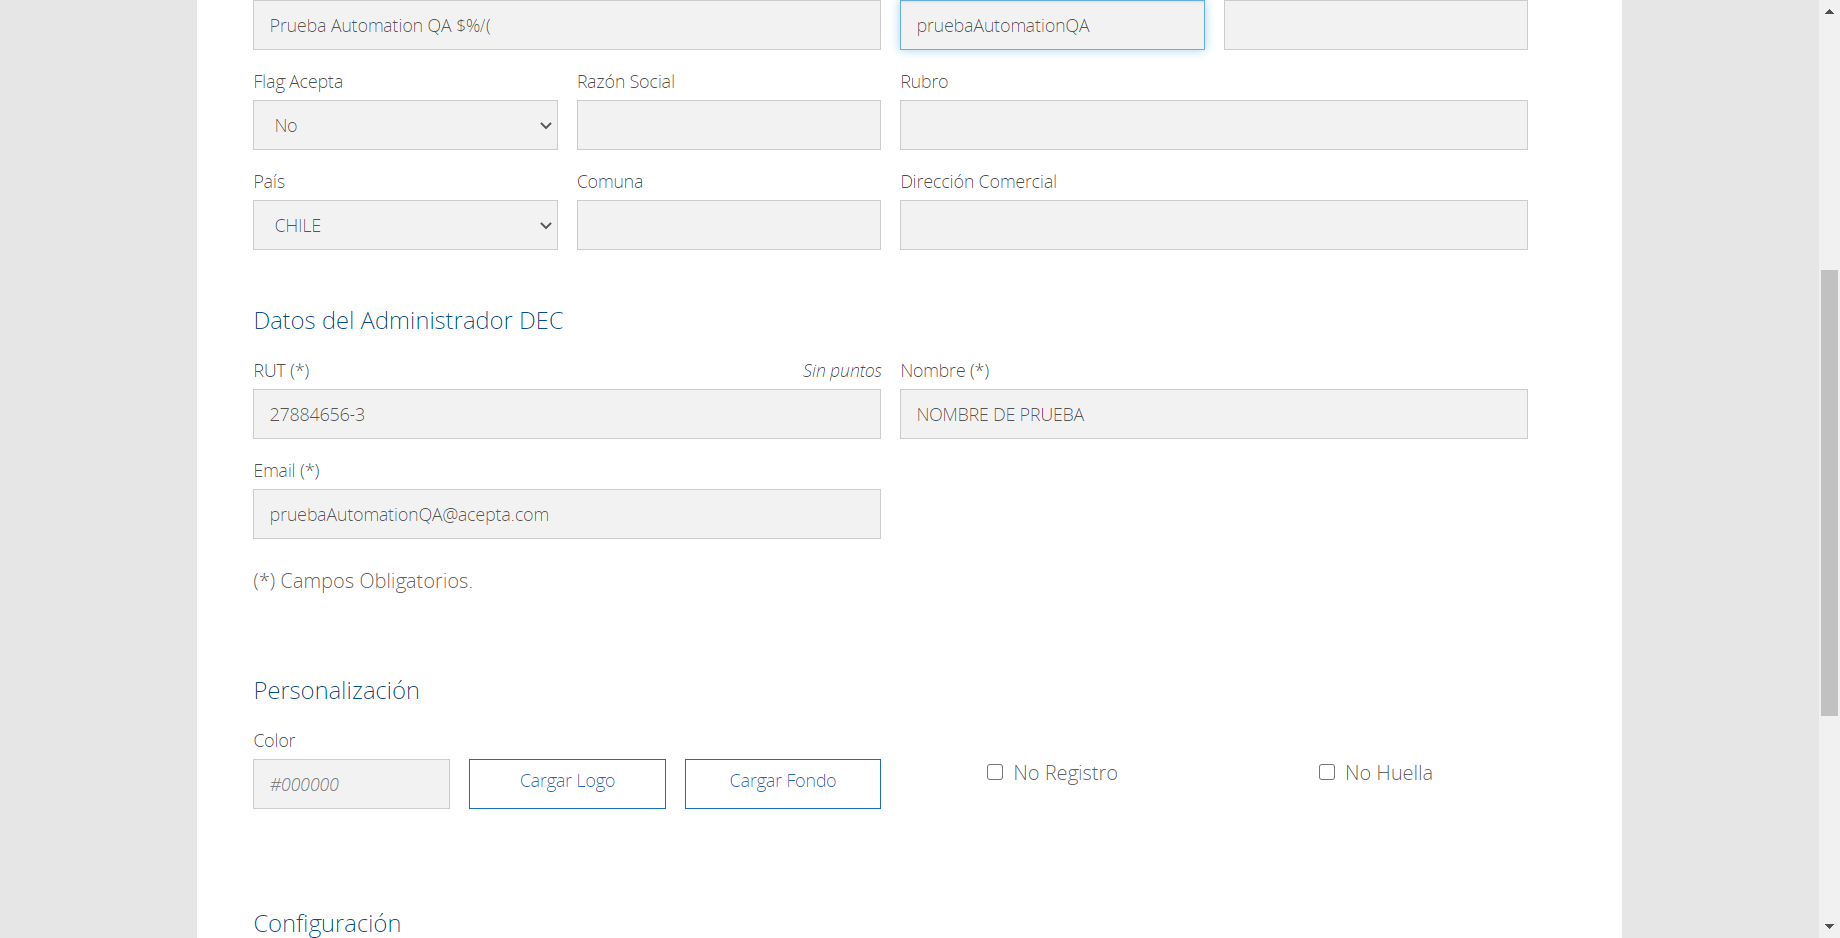 Prueba Automation QA $%/( pruebaAutomationQA
Flag Acepta Razón Social Rubro
No
País Comuna Dirección Comercial
CHILE
Datos del Administrador DEC
RUT (*) Sin puntos Nombre (*)
27884656-3 NOMBRE DE PRUEBA
Email (*)
pruebaAutomationQA@acepta.com
(*) Campos Obligatorios.
Personalización
Color
#000000 Cargar Logo Cargar Fondo No Registro No Huella
Configuración